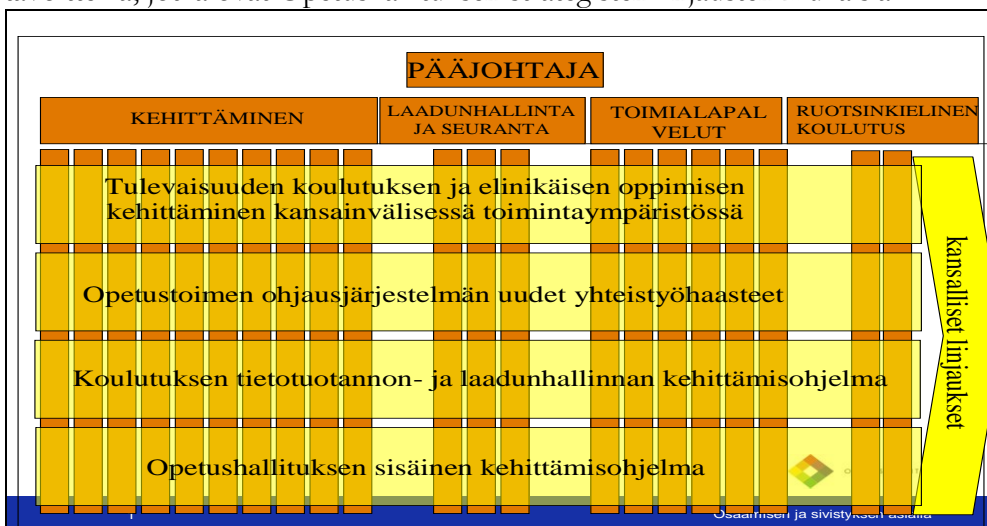 PÄÄJOHTAJA
KEHITTÄMINEN
LAADUNHALLINTA
JA SEURANTA
TOIMIALAPAL
VELUT
RUOTSINKIELINEN
KOULUTUS
Tulevaisuuden koulutuksen ja elinikäisen oppimisen
kehittäminen kansainvälisessä toimintaympäristössä
Opetustoimen ohjausjärjestelmän uudet yhteistyöhaasteet
Koulutuksen tietotuotannon- ja laadunhallinnan kehittämisohjelma
Opetushallituksen sisäinen kehittämisohjelma
kansalliset linjaukset
Osaamisen ja sivistyksen asialla